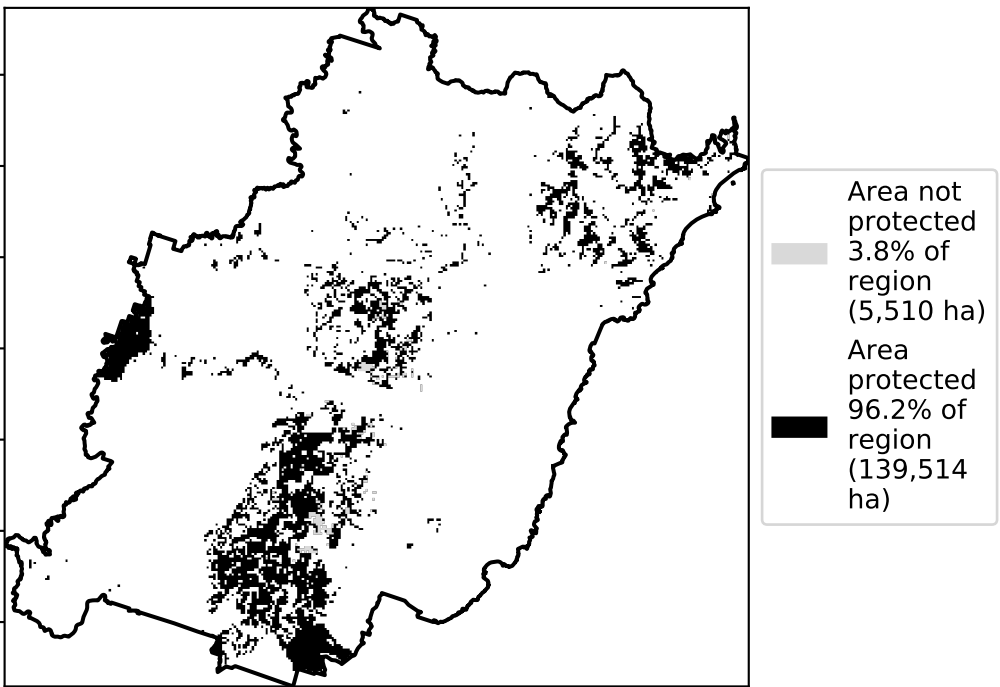 Area not
protected
3.8% of
region
(5,510 ha)
Area
protected
96.2% of
region
(139,514
ha)